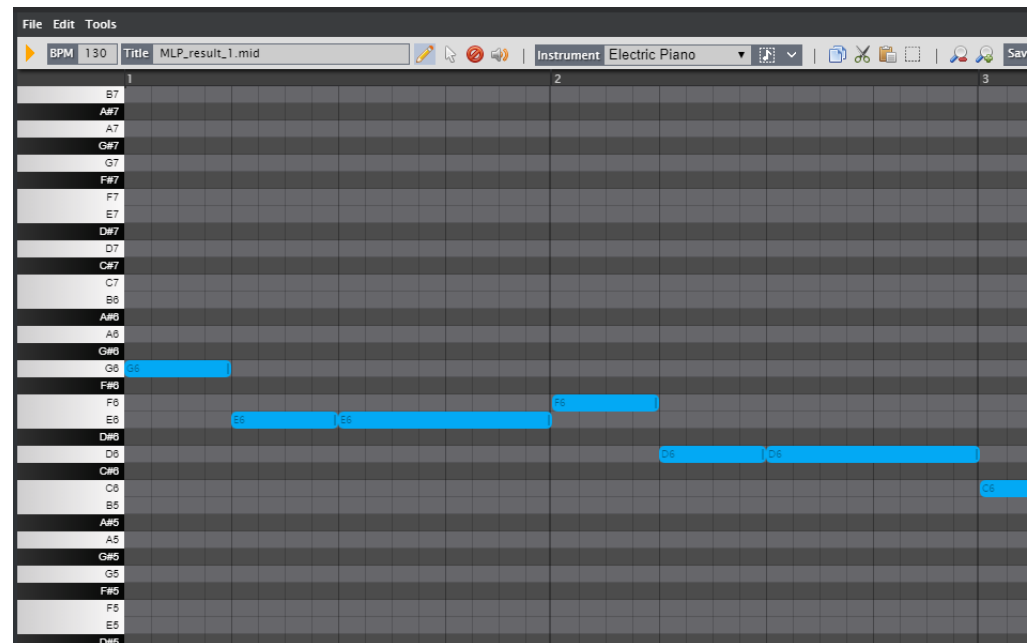 File Edit Tools
BPM 130 Title MLP_result_1.mid | Instrument Electric Piano | | Sav
1 2 3
B7
A#7
A7
G#7
G7
F#7
F7
E7
D#7
D7
C#7
C7
B6
A#6
A6
G#6
G6 G6
F#6
F6 F6
E6 E6 E6
D#6
D6 D6 D6
C#6
C6 C6
B5
A#5
A5
G#5
G5
F#5
F5
E5
D#5